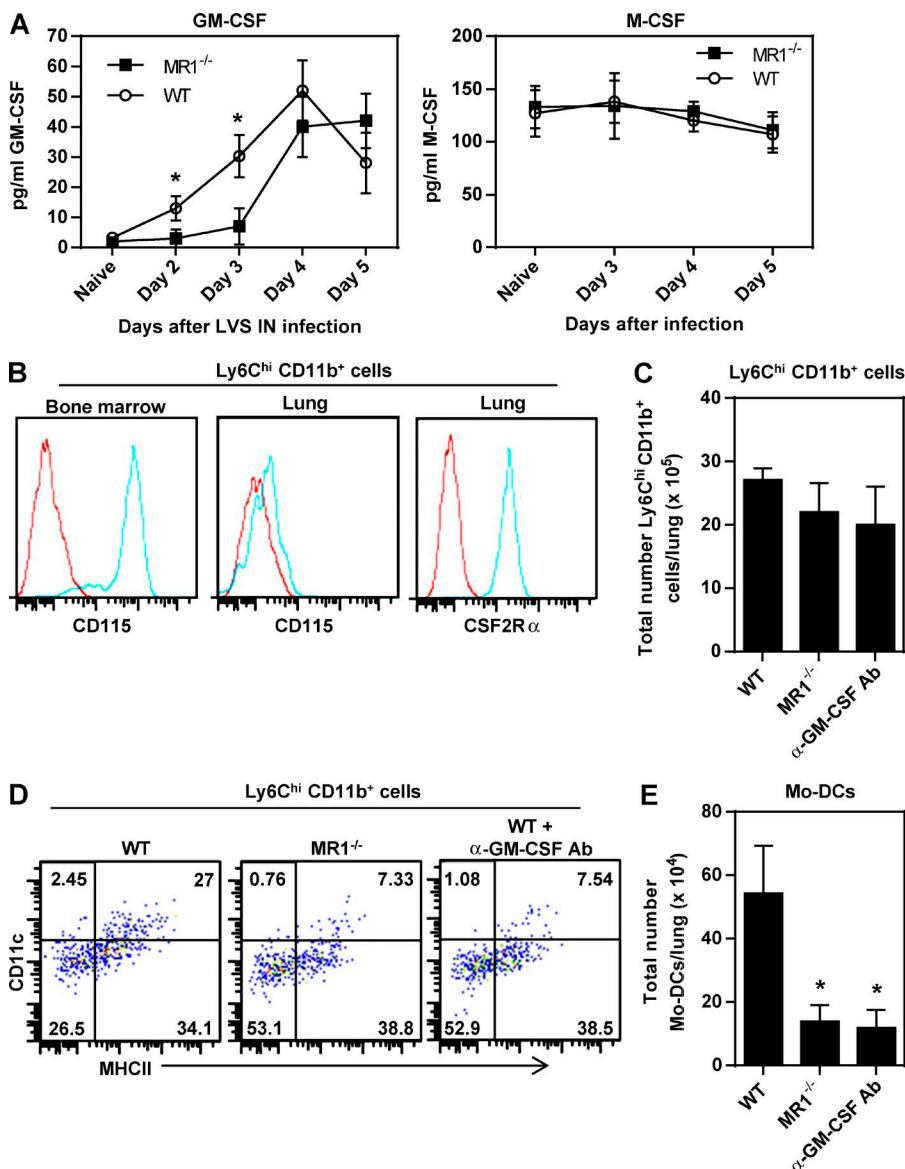 A
GM-CSF
70
60
50
40
30
20
10
0
pg/ml GM-CSF
MR1-/-
WT
*
*
Naive
Day 2
Day 3
Day 4
Day 5
Days after LVS IN infection
M-CSF
200
150
100
50
0
pg/ml M-CSF
MR1-/-
WT
Naive
Day 3
Day 4
Day 5
Days after infection
B
Ly6Chi CD11b+ cells
Bone marrow
Lung
Lung
CD115
CD115
CSF2R α
C
Ly6Chi CD11b+ cells
Total number Ly6Chi CD11b+
cells/lung (x 10⁵)
40
30
20
10
0
WT
MR1-/-
α-GM-CSF Ab
D
Ly6Chi CD11b+ cells
WT
MR1-/-
WT +
α-GM-CSF Ab
2.45
27
0.76
7.33
1.08
7.54
CD11c
26.5
34.1
53.1
38.8
52.9
38.5
MHCII
E
Mo-DCs
Total number
Mo-DCs/lung (x 10⁴)
80
60
40
20
0
*
*
WT
MR1-/-
α-GM-CSF Ab